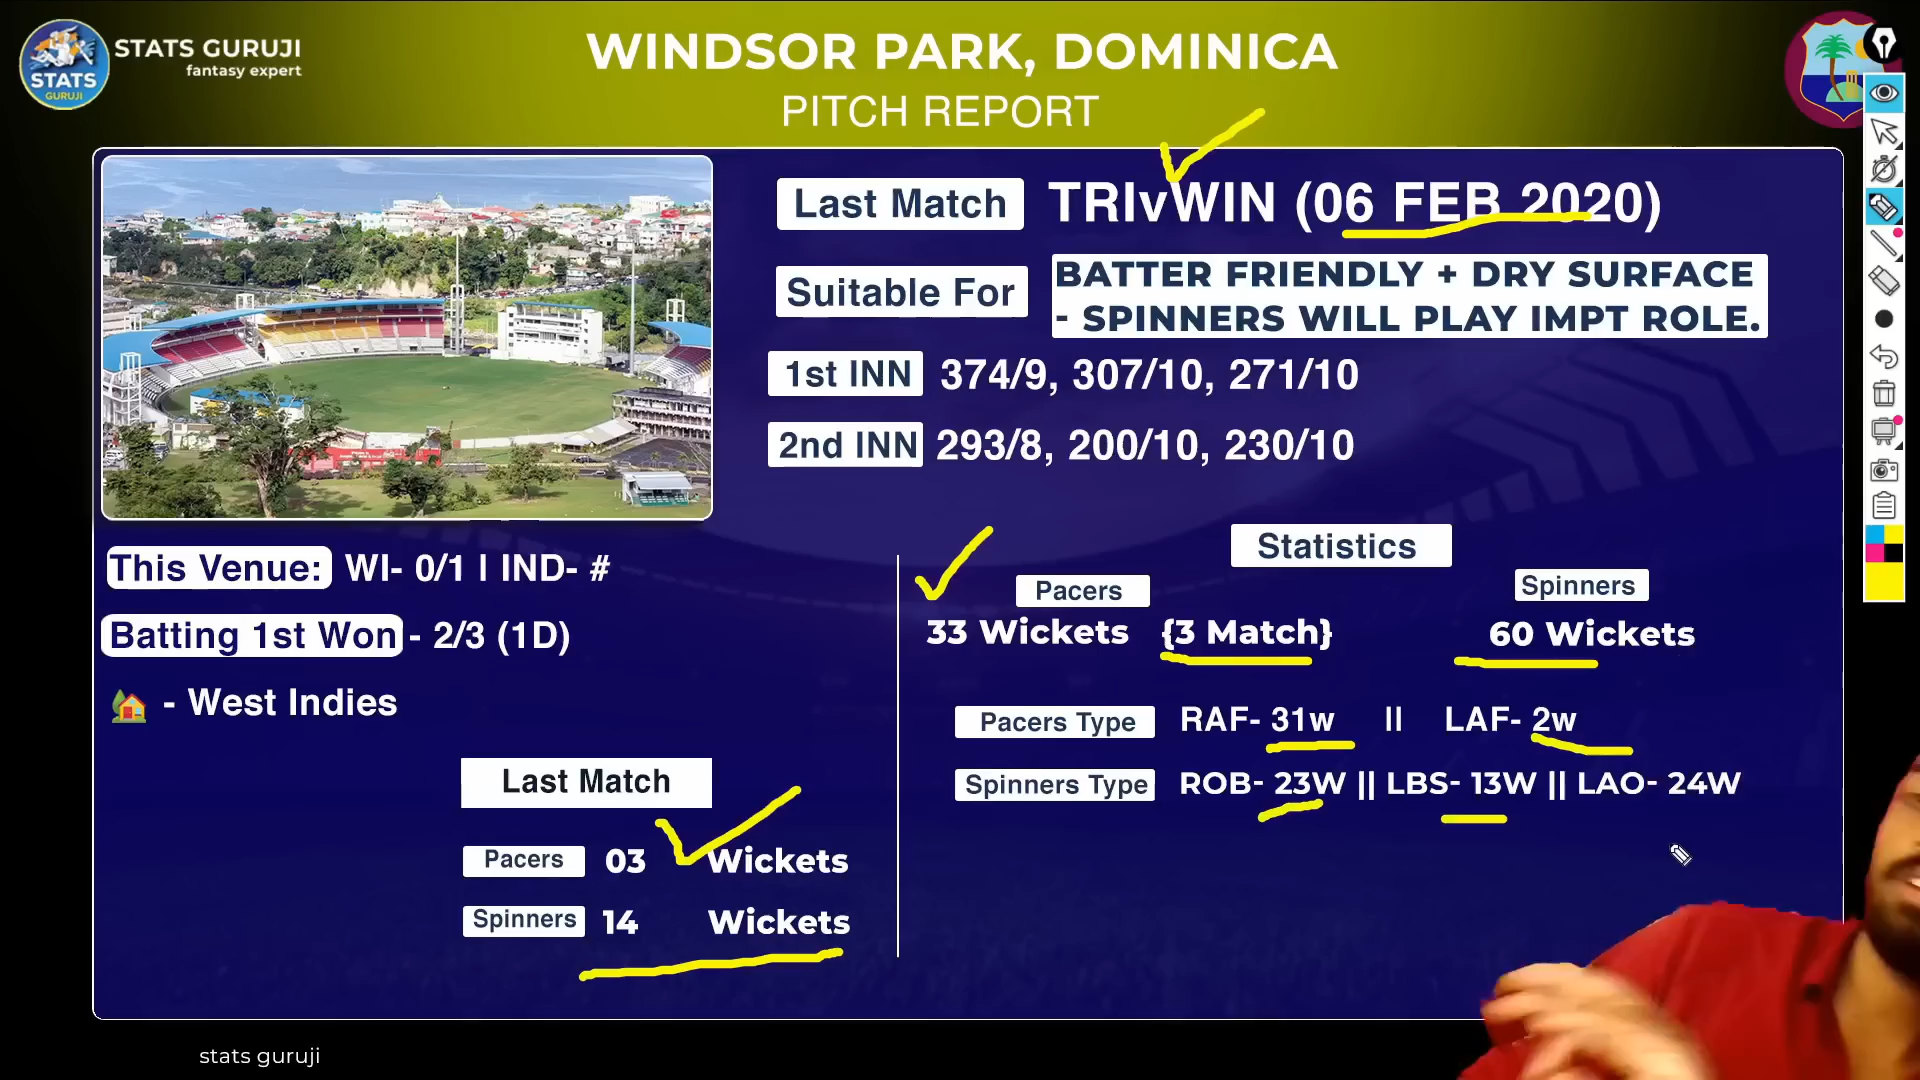 STATS GURUJI
fantasy expert
STATS
GURUJI
WINDSOR PARK, DOMINICA
PITCH REPORT
Last Match TRIvWIN (06 FEB 2020)
Suitable For BATTER FRIENDLY + DRY SURFACE
- SPINNERS WILL PLAY IMPT ROLE.
1st INN 374/9, 307/10, 271/10
2nd INN 293/8, 200/10, 230/10
This Venue: WI- 0/1 | IND- #
Batting 1st Won - 2/3 (1D)
- West Indies
Last Match
Pacers 03 Wickets
Spinners 14 Wickets
Statistics
Pacers Spinners
33 Wickets {3 Match} 60 Wickets
Pacers Type RAF- 31w || LAF- 2w
Spinners Type ROB- 23W || LBS- 13W || LAO- 24W
stats guruji